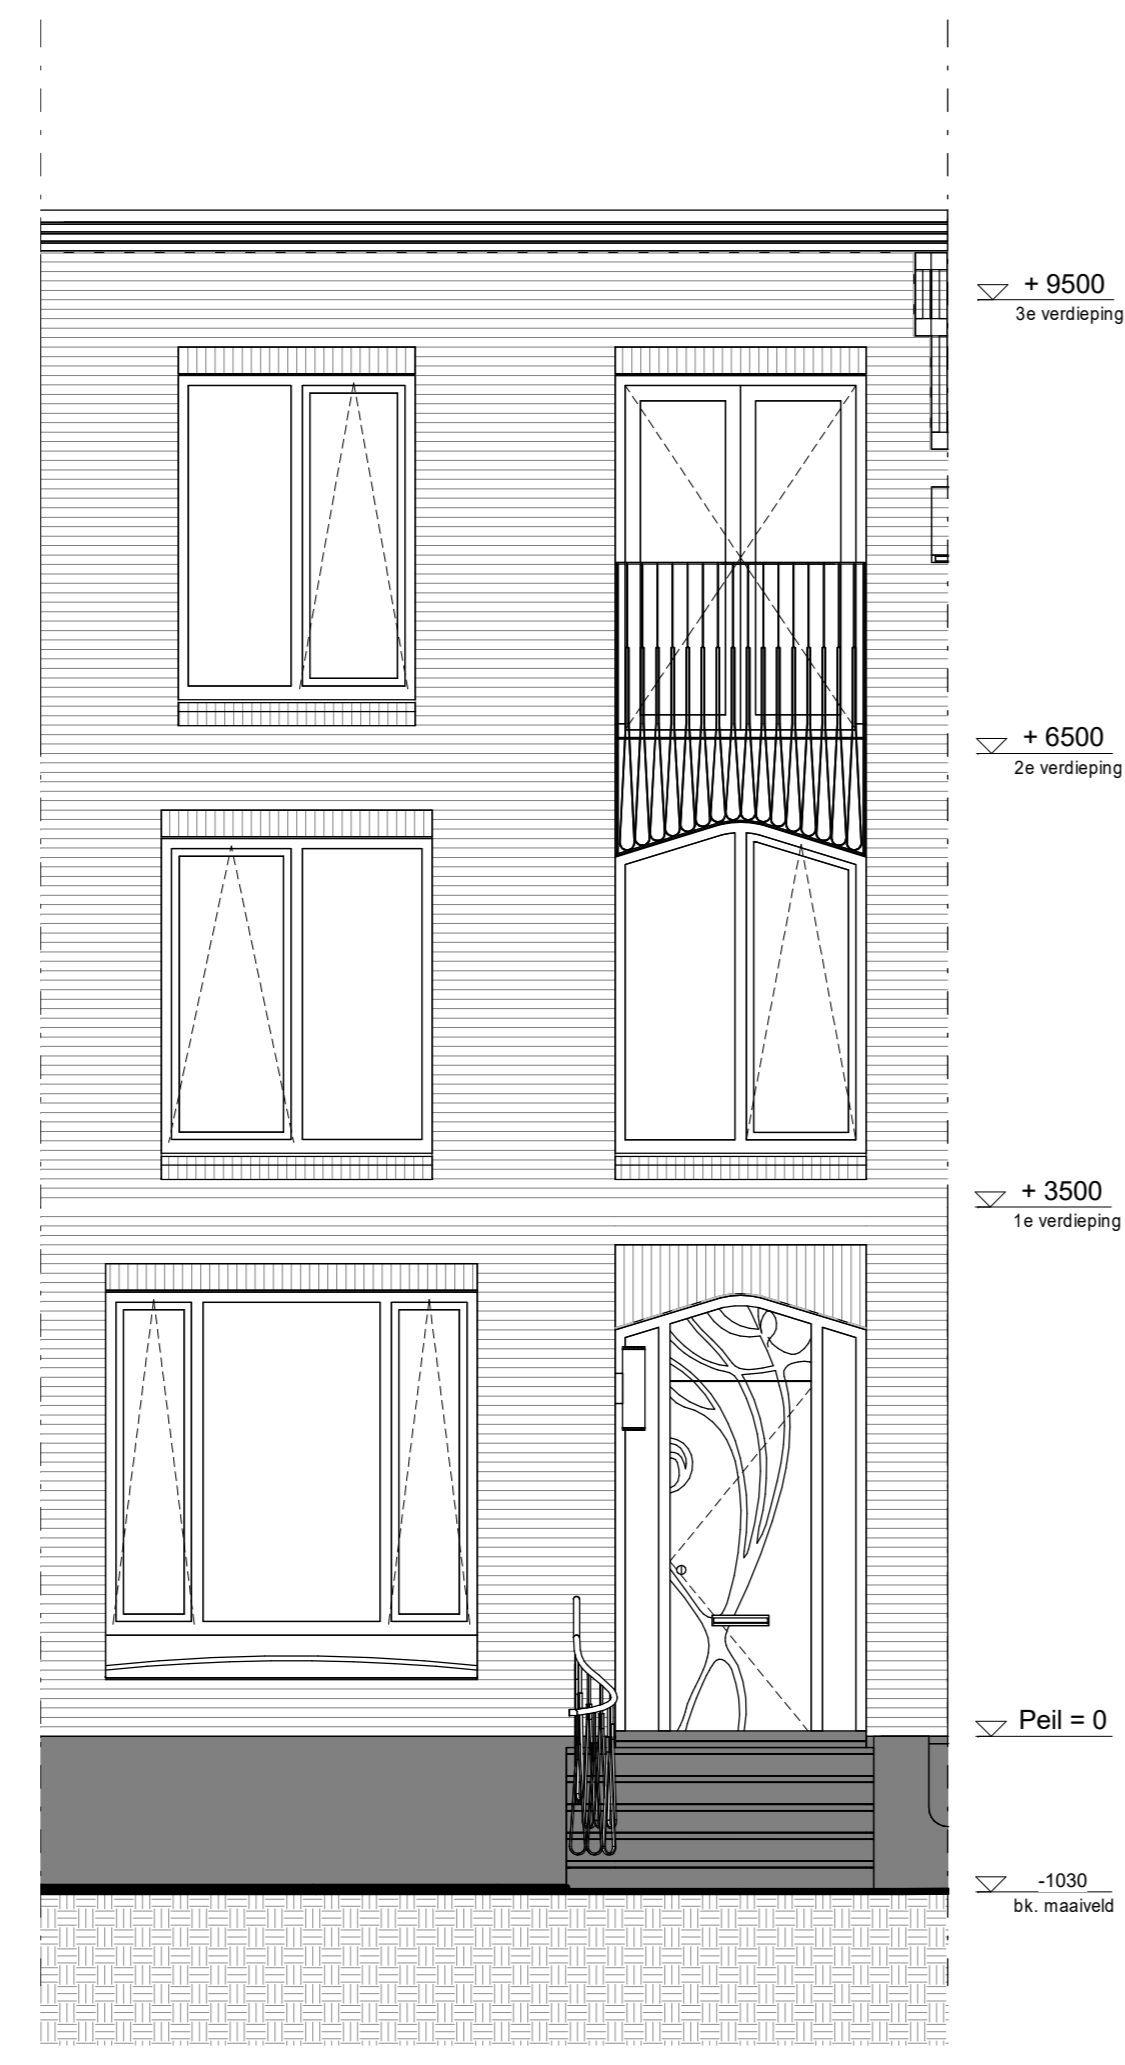 + 9500
3e verdieping
+ 6500
2e verdieping
+ 3500
1e verdieping
Peil = 0
-1030
bk. maaiveld